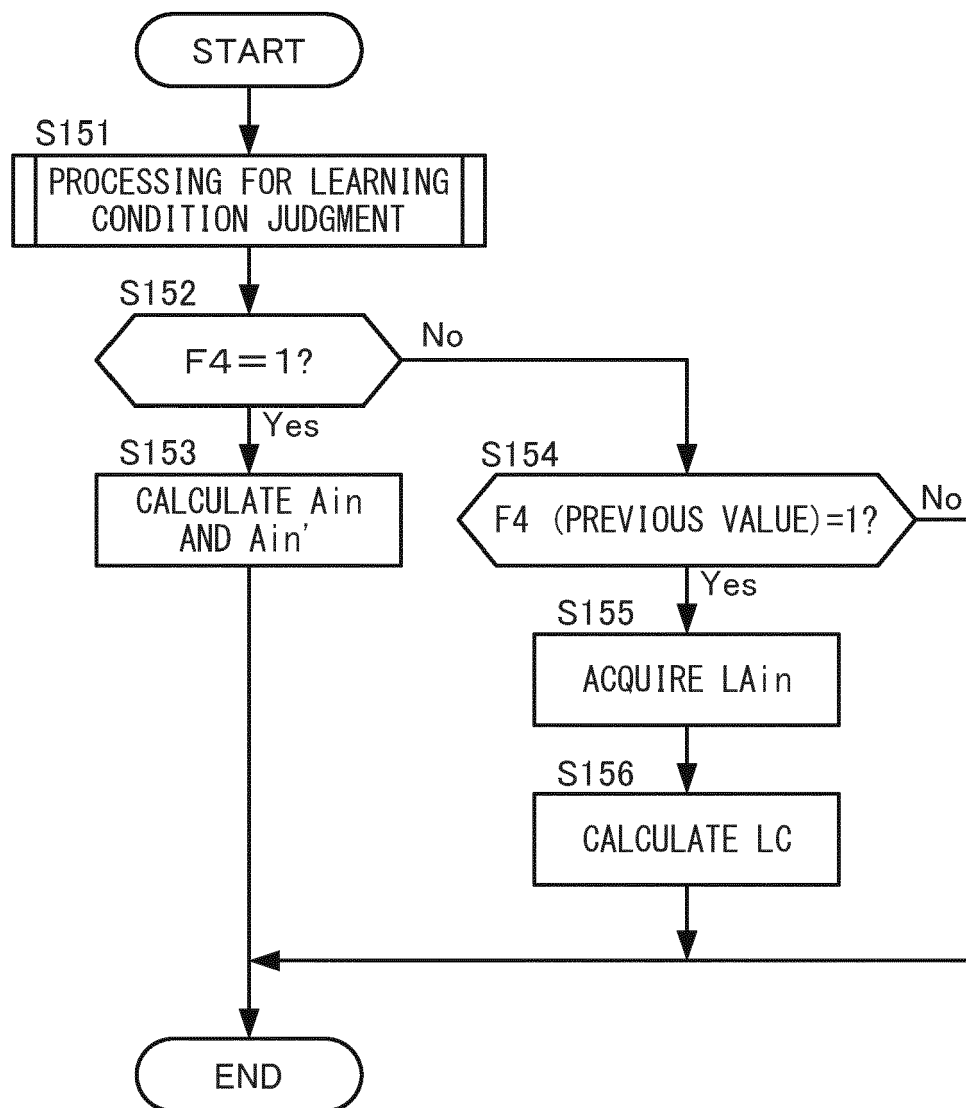 START
S151
PROCESSING FOR LEARNING
CONDITION JUDGMENT
S152
F4=1?
No
Yes
S153
CALCULATE Ain
AND Ain'
S154
F4 (PREVIOUS VALUE)=1?
No
Yes
S155
ACQUIRE LAin
S156
CALCULATE LC
END